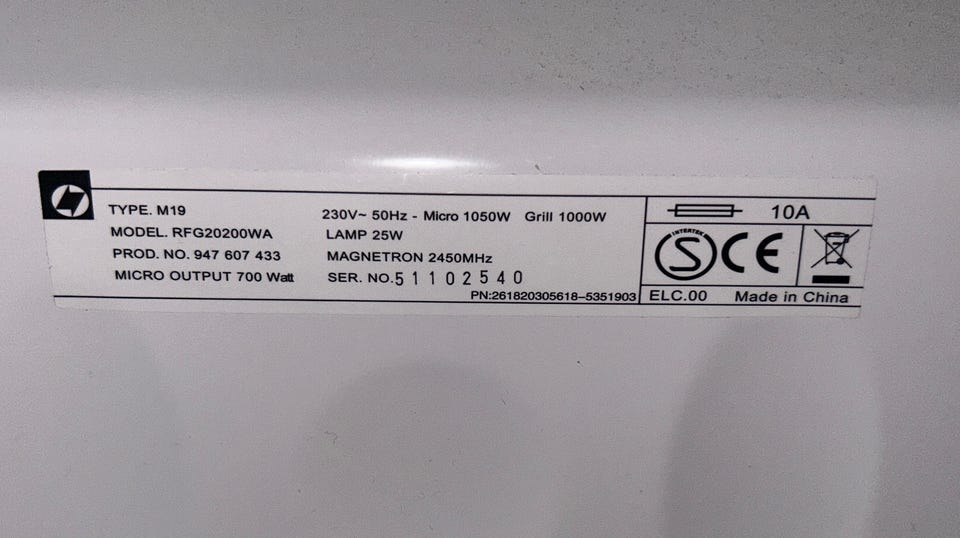 TYPE. M19
MODEL. RFG20200WA
PROD. NO. 947 607 433
MICRO OUTPUT 700 Watt
230V~ 50Hz - Micro 1050W Grill 1000W
LAMP 25W
MAGNETRON 2450MHz
SER. NO.51102540
PN:261820305618-5351903
10A
INTERTEK
S CE
ELC.00 Made in China